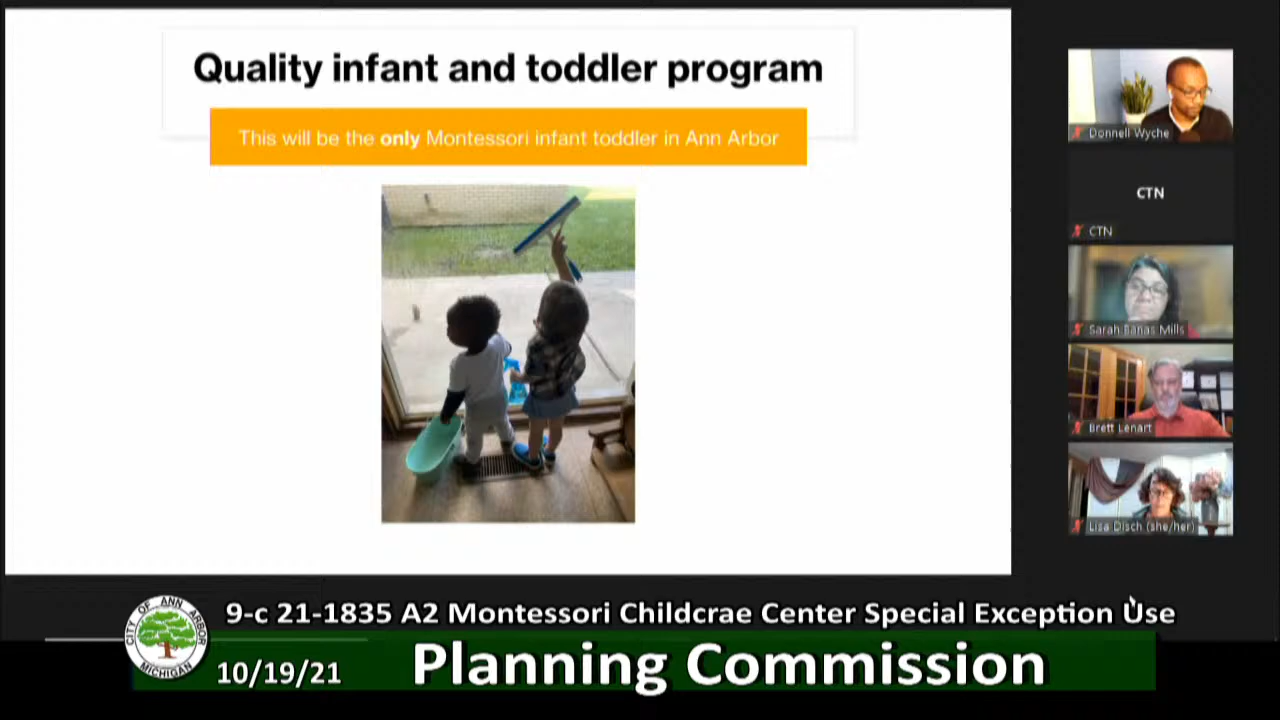 Quality infant and toddler program
This will be the only Montessori infant toddler in Ann Arbor
Donnell Wyche
CTN
CTN
Sarah Banas Mills
Brett Lenart
Lisa Disch (she/her)
CITY OF ANN ARBOR
MICHIGAN
9-c 21-1835 A2 Montessori Childcrae Center Special Exception Use
10/19/21
Planning Commission